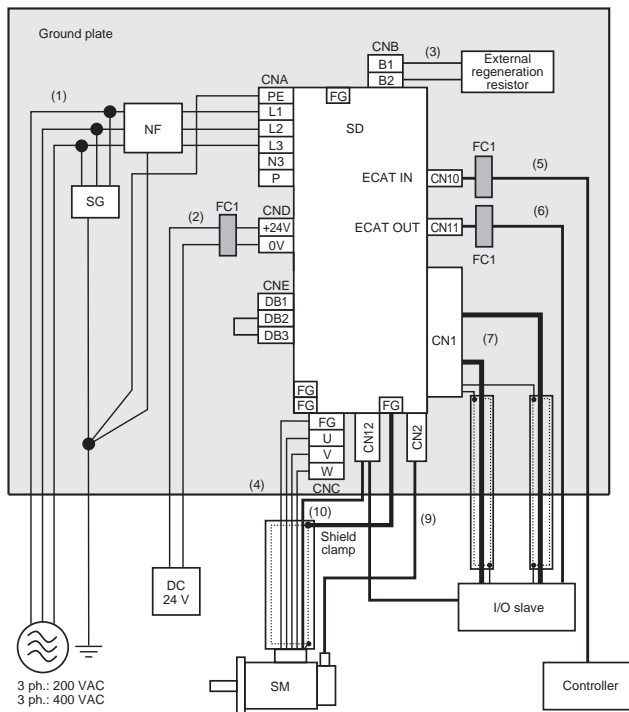 Ground plate
CNB
(3)
B1
B2
External
regeneration
resistor
CNA
(1)
PE
FG
L1
NF
L2
SD
L3
N3
ECAT IN
CN10
FC1
(5)
P
SG
CND
(2)
FC1
+24V
0V
ECAT OUT
CN11
(6)
FC1
CNE
DB1
DB2
DB3
CN1
(7)
FG
FG
FG
FG
U
V
W
CN12
CN2
(4)
CNC
(10)
(9)
Shield
clamp
DC
24 V
I/O slave
SM
Controller
3 ph.: 200 VAC
3 ph.: 400 VAC